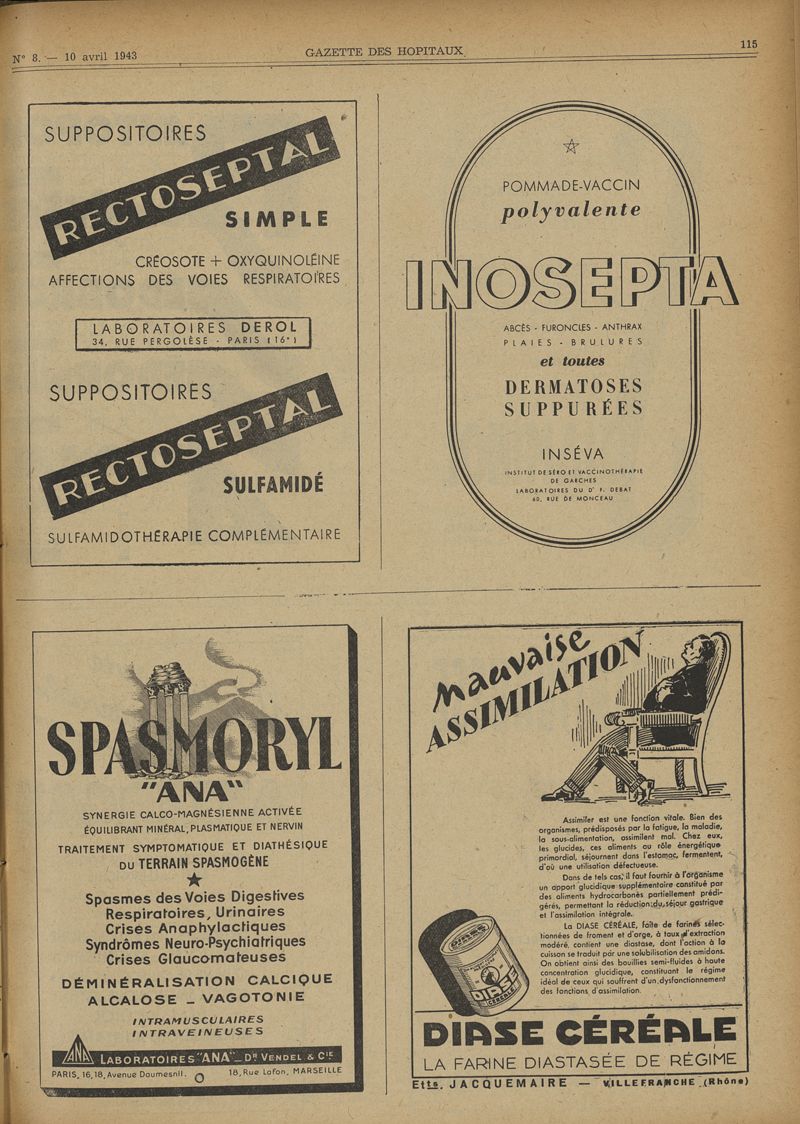 N° 8. — 10 avril 1943
GAZETTE DES HOPITAUX
115
SUPPOSITOIRES
RECTOSEPTAL
SIMPLE
CRÉOSOTE + OXYQUINOLÉINE
AFFECTIONS DES VOIES RESPIRATOIRES
LABORATOIRES DEROL
34, RUE PERGOLÈSE - PARIS (16e)
SUPPOSITOIRES
RECTOSEPTAL
SULFAMIDÉ
SULFAMIDOTHÉRAPIE COMPLÉMENTAIRE
POMMADE-VACCIN
polyvalente
INOSEPTA
ABCÈS - FURONCLES - ANTHRAX
PLAIES - BRULURES
et toutes
DERMATOSES
SUPPURÉES
INSÉVA
INSTITUT DE SÉRO ET VACCINOTHÉRAPIE
DE GARCHES
LABORATOIRES DU Dr F. DEBAT
60, RUE DE MONCEAU
SPASMORYL
"ANA"
SYNERGIE CALCO-MAGNÉSIENNE ACTIVÉE
ÉQUILIBRANT MINÉRAL, PLASMATIQUE ET NERVIN
TRAITEMENT SYMPTOMATIQUE ET DIATHÉSIQUE
DU TERRAIN SPASMOGÈNE
Spasmes des Voies Digestives
Respiratoires, Urinaires
Crises Anaphylactiques
Syndrômes Neuro-Psychiatriques
Crises Glaucomateuses
DÉMINÉRALISATION CALCIQUE
ALCALOSE _ VAGOTONIE
INTRAMUSCULAIRES
INTRAVEINEUSES
ANA
LABORATOIRES "ANA" _ Dr VENDEL & Cie
PARIS, 16,18, Avenue Daumesnil. 18, Rue Lafon, MARSEILLE
Mauvaise
ASSIMILATION
Assimiler est une fonction vitale. Bien des
organismes, prédisposés par la fatigue, la maladie,
la sous-alimentation, assimilent mal. Chez eux,
les glucides, ces aliments au rôle énergétique
primordial, séjournent dans l'estomac, fermentent,
d'où une utilisation défectueuse.
Dans de tels cas, il faut fournir à l'organisme
un apport glucidique supplémentaire constitué par
des aliments hydrocarbonés partiellement prédi-
gérés, permettant la réduction du séjour gastrique
et l'assimilation intégrale.
La DIASE CÉRÉALE, faite de farines sélec-
tionnées de froment et d'orge, à taux d'extraction
modéré, contient une diastase, dont l'action à la
cuisson se traduit par une solubilisation des amidons.
On obtient ainsi des bouillies semi-fluides à haute
concentration glucidique, constituant le régime
idéal de ceux qui souffrent d'un dysfonctionnement
des fonctions d'assimilation.
DIASE
CÉRÉALE
DIASE CÉRÉALE
LA FARINE DIASTASÉE DE RÉGIME
Etts. JACQUEMAIRE — VILLEFRANCHE (Rhône)